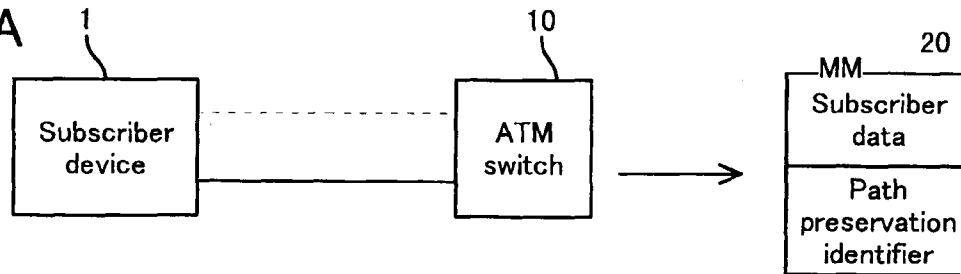 A
1
10
20
MM
Subscriber
device
ATM
switch
Subscriber
data
Path
preservation
identifier